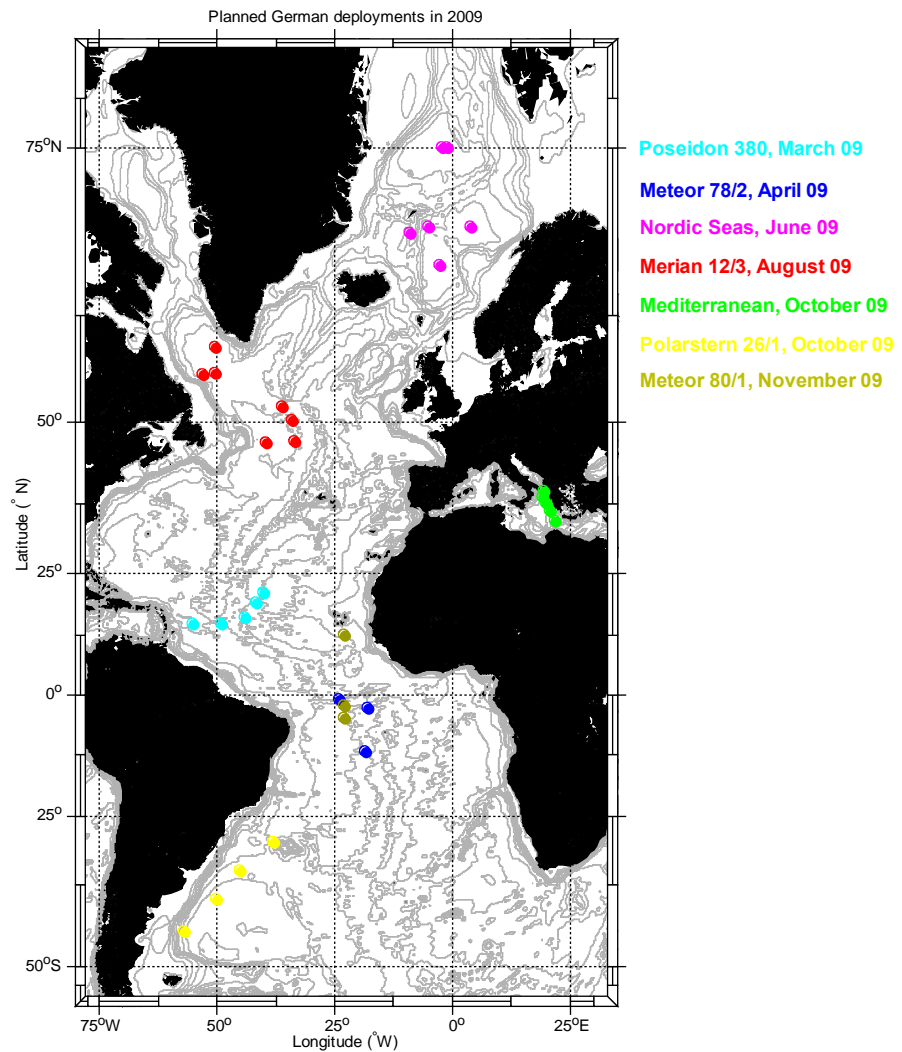 Planned German deployments in 2009
75°N
50°
25°
0°
25°
50°S
Latitude (° N)
75°W
50°
25°
0°
25°E
Longitude (°W)
Poseidon 380, March 09
Meteor 78/2, April 09
Nordic Seas, June 09
Merian 12/3, August 09
Mediterranean, October 09
Polarstern 26/1, October 09
Meteor 80/1, November 09